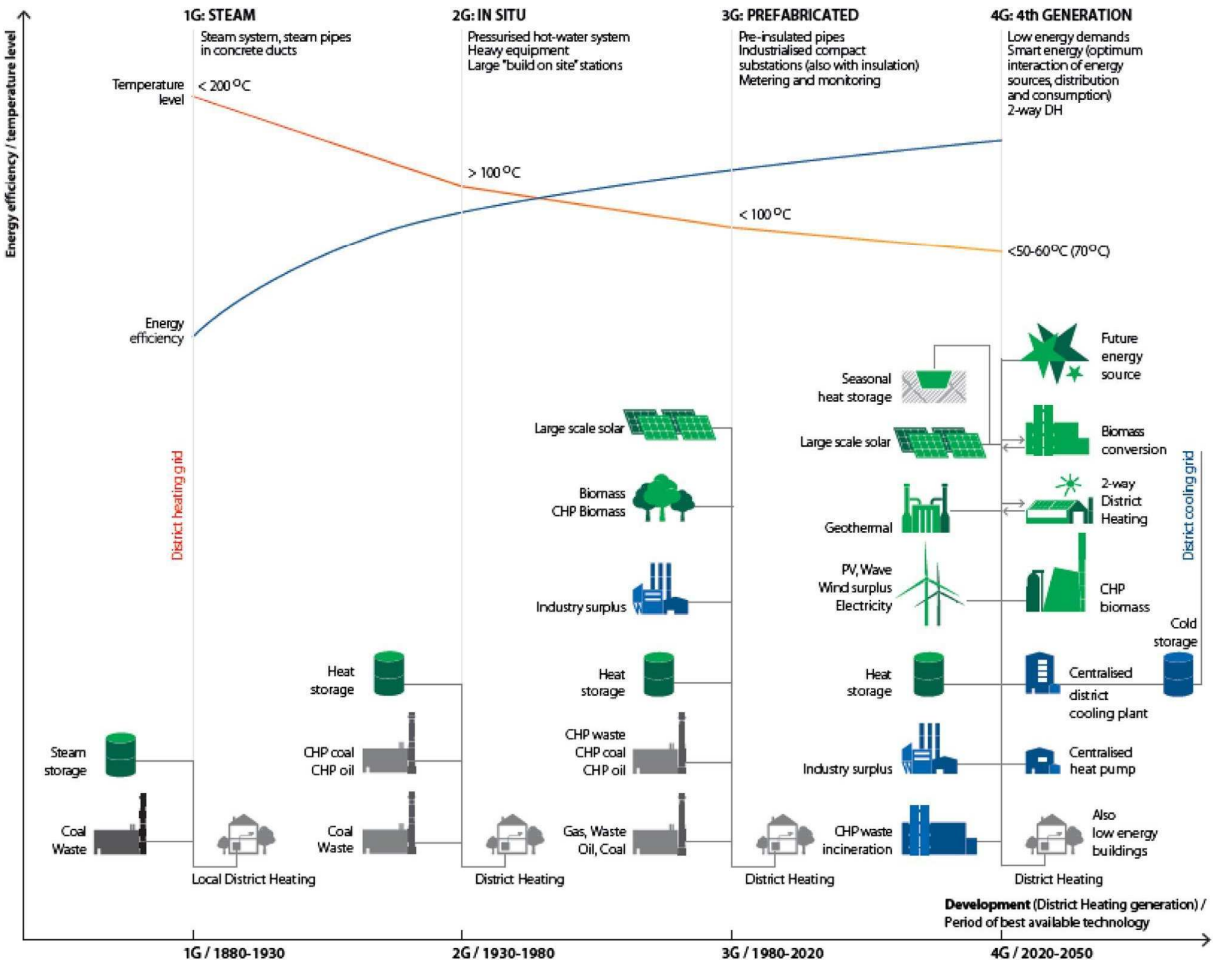 1G: STEAM
Steam system, steam pipes
in concrete ducts
2G: IN SITU
Pressurised hot-water system
Heavy equipment
Large "build on site" stations
3G: PREFABRICATED
Pre-insulated pipes
Industrialised compact
substations (also with insulation)
Metering and monitoring
4G: 4th GENERATION
Low energy demands
Smart energy (optimum
interaction of energy
sources, distribution
and consumption)
2-way DH
Energy efficiency / temperature level
Temperature
level
< 200 °C
> 100 °C
< 100 °C
<50-60°C (70°C)
Energy
efficiency
District heating grid
District cooling grid
Steam
storage
Coal
Waste
Local District Heating
Heat
storage
CHP coal
CHP oil
Coal
Waste
District Heating
Large scale solar
Biomass
CHP Biomass
Industry surplus
Heat
storage
CHP waste
CHP coal
CHP oil
Gas, Waste
Oil, Coal
District Heating
Seasonal
heat storage
Large scale solar
Geothermal
PV, Wave
Wind surplus
Electricity
Heat
storage
Industry surplus
CHP waste
incineration
Future
energy
source
Biomass
conversion
2-way
District
Heating
CHP
biomass
Cold
storage
Centralised
district
cooling plant
Centralised
heat pump
Also
low energy
buildings
District Heating
Development (District Heating generation) /
Period of best available technology
1G / 1880-1930
2G / 1930-1980
3G / 1980-2020
4G / 2020-2050